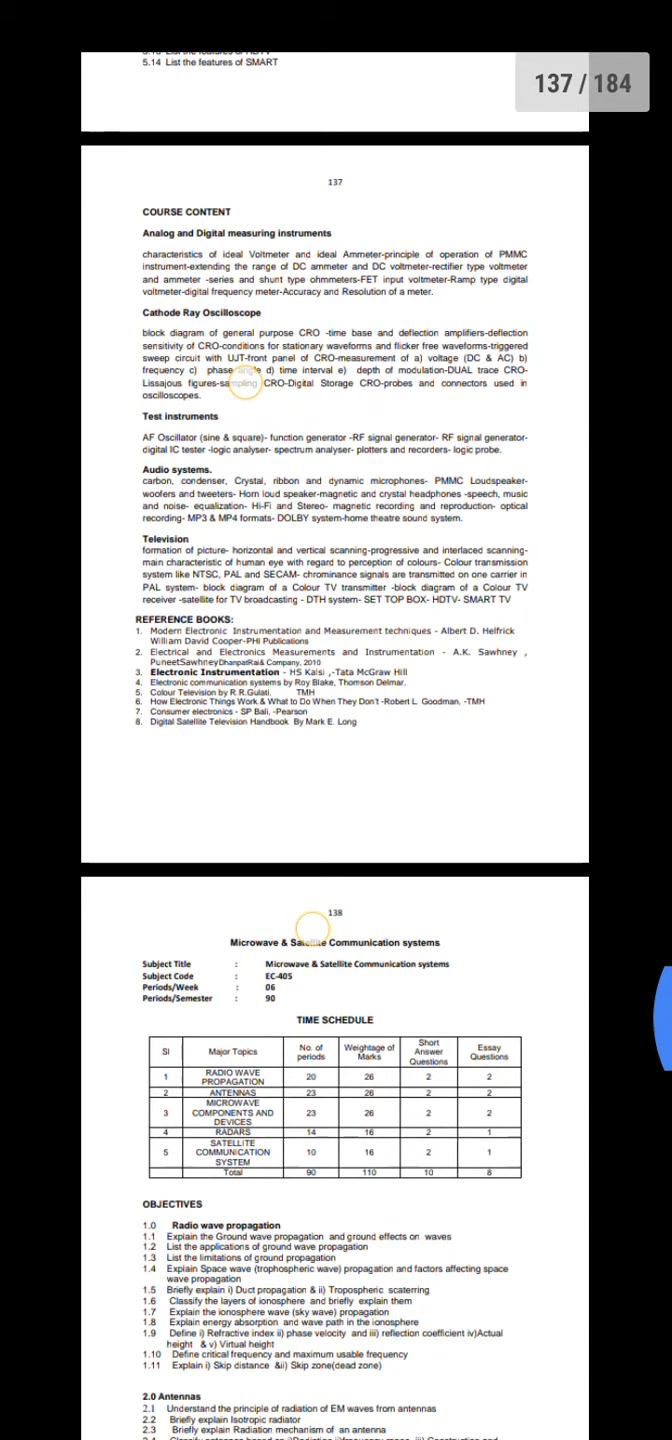 5.14 List the features of SMART
137 / 184
137
COURSE CONTENT
Analog and Digital measuring instruments
characteristics of ideal Voltmeter and ideal Ammeter-principle of operation of PMMC
instrument-extending the range of DC ammeter and DC voltmeter-rectifier type voltmeter
and ammeter -series and shunt type ohmmeters-FET input voltmeter-Ramp type digital
voltmeter-digital frequency meter-Accuracy and Resolution of a meter.
Cathode Ray Oscilloscope
block diagram of general purpose CRO -time base and deflection amplifiers-deflection
sensitivity of CRO-conditions for stationary waveforms and flicker free waveforms-triggered
sweep circuit with UJT-front panel of CRO-measurement of a) voltage (DC & AC) b)
frequency c) phase angle d) time interval e) depth of modulation-DUAL trace CRO-
Lissajous figures-sampling CRO-Digital Storage CRO-probes and connectors used in
oscilloscopes.
Test instruments
AF Oscillator (sine & square)- function generator -RF signal generator- RF signal generator-
digital IC tester -logic analyser- spectrum analyser- plotters and recorders- logic probe.
Audio systems.
carbon, condenser, Crystal, ribbon and dynamic microphones- PMMC Loudspeaker-
woofers and tweeters- Horn loud speaker-magnetic and crystal headphones -speech, music
and noise- equalization- Hi-Fi and Stereo- magnetic recording and reproduction- optical
recording- MP3 & MP4 formats- DOLBY system-home theatre sound system.
Television
formation of picture- horizontal and vertical scanning-progressive and interlaced scanning-
main characteristic of human eye with regard to perception of colours- Colour transmission
system like NTSC, PAL and SECAM- chrominance signals are transmitted on one carrier in
PAL system- block diagram of a Colour TV transmitter -block diagram of a Colour TV
receiver -satellite for TV broadcasting - DTH system- SET TOP BOX- HDTV- SMART TV
REFERENCE BOOKS:
1. Modern Electronic Instrumentation and Measurement techniques - Albert D. Helfrick
William David Cooper-PHI Publications
2. Electrical and Electronics Measurements and Instrumentation - A.K. Sawhney ,
PuneetSawhneyDhanpatRai& Company, 2010
3. Electronic Instrumentation - HS Kalsi ,-Tata McGraw Hill
4. Electronic communication systems by Roy Blake, Thomson Delmar.
5. Colour Television by R.R.Gulati. TMH
6. How Electronic Things Work & What to Do When They Don't -Robert L. Goodman, -TMH
7. Consumer electronics - SP Bali, -Pearson
8. Digital Satellite Television Handbook By Mark E. Long
138
Microwave & Satellite Communication systems
Subject Title : Microwave & Satellite Communication systems
Subject Code : EC-405
Periods/Week : 06
Periods/Semester : 90
TIME SCHEDULE
Sl Major Topics No. of periods Weightage of Marks Short Answer Questions Essay Questions
1 RADIO WAVE PROPAGATION 20 26 2 2
2 ANTENNAS 23 26 2 2
3 MICROWAVE COMPONENTS AND DEVICES 23 26 2 2
4 RADARS 14 16 2 1
5 SATELLITE COMMUNICATION SYSTEM 10 16 2 1
Total 90 110 10 8
OBJECTIVES
1.0 Radio wave propagation
1.1 Explain the Ground wave propagation and ground effects on waves
1.2 List the applications of ground wave propagation
1.3 List the limitations of ground propagation
1.4 Explain Space wave (trophospheric wave) propagation and factors affecting space
wave propagation
1.5 Briefly explain i) Duct propagation & ii) Tropospheric scaterring
1.6 Classify the layers of ionosphere and briefly explain them
1.7 Explain the ionosphere wave (sky wave) propagation
1.8 Explain energy absorption and wave path in the ionosphere
1.9 Define i) Refractive index ii) phase velocity and iii) reflection coefficient iv)Actual
height & v) Virtual height
1.10 Define critical frequency and maximum usable frequency
1.11 Explain i) Skip distance &ii) Skip zone(dead zone)
2.0 Antennas
2.1 Understand the principle of radiation of EM waves from antennas
2.2 Briefly explain Isotropic radiator
2.3 Briefly explain Radiation mechanism of an antenna